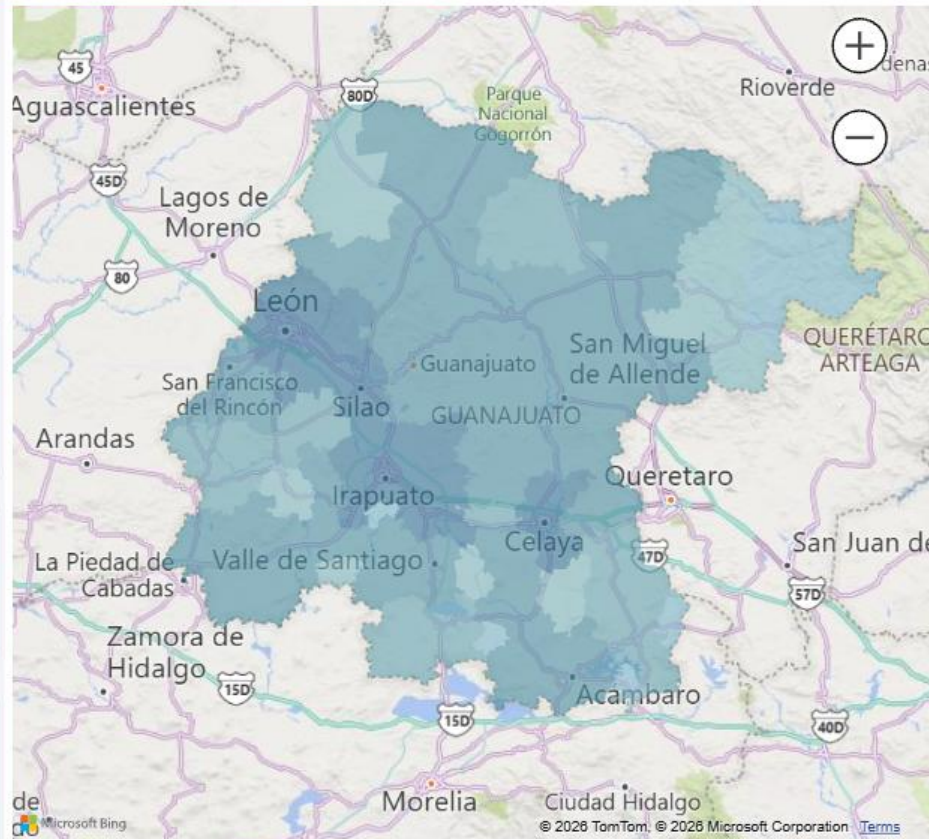 +
45
Aguascalientes
80D
Parque
Nacional
Gogorrón
Rioverde
−
45D
Lagos de
Moreno
80
León
QUERÉTARO
ARTEAGA
San Miguel
de Allende
Guanajuato
San Francisco
del Rincón
Silao
GUANAJUATO
Arandas
Irapuato
Queretaro
Celaya
La Piedad de
Cabadas
Valle de Santiago
47D
San Juan de
57D
Zamora de
Hidalgo
15D
Acambaro
15D
40D
Morelia
Ciudad Hidalgo
de
Microsoft Bing
© 2026 TomTom, © 2026 Microsoft Corporation Terms